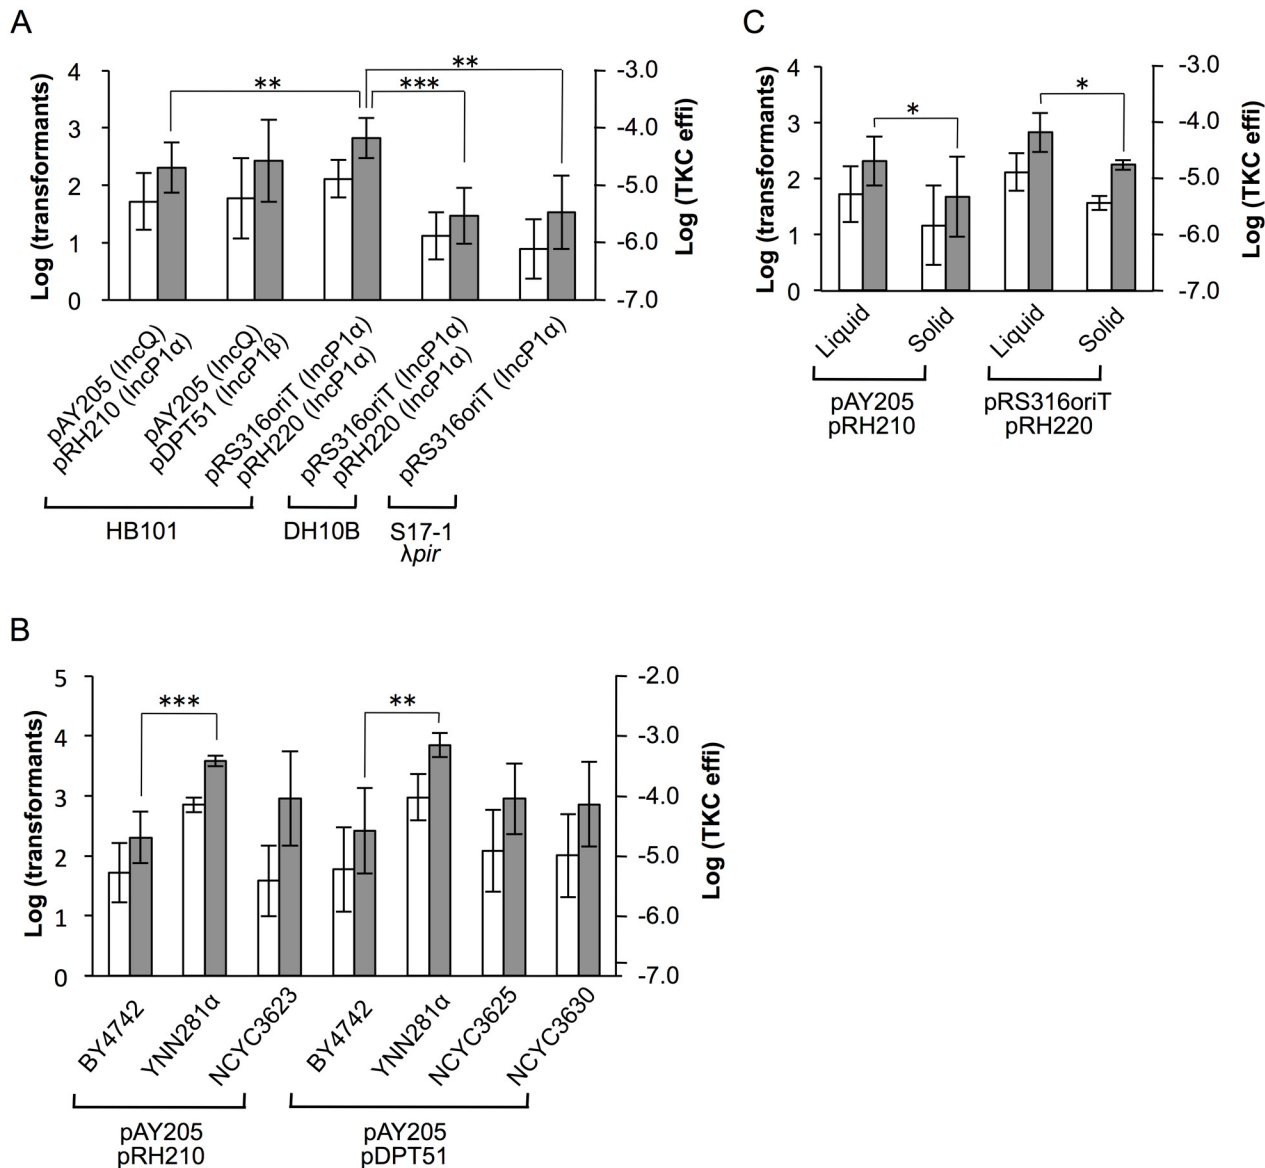 A
Log (transformants)
4
3
2
1
0
**
***
**
-3.0
-4.0
-5.0
-6.0
-7.0
Log (TKC effi)
pAY205 (IncQ)
pRH210 (IncP1α)
pAY205 (IncQ)
pDPT51 (IncP1β)
pRS316oriT (IncP1α)
pRH220 (IncP1α)
pRS316oriT (IncP1α)
pRH220 (IncP1α)
pRS316oriT (IncP1α)
HB101
DH10B
S17-1
λpir
C
Log (transformants)
4
3
2
1
0
*
*
-3.0
-4.0
-5.0
-6.0
-7.0
Log (TKC effi)
Liquid
Solid
Liquid
Solid
pAY205
pRH210
pRS316oriT
pRH220
B
Log (transformants)
5
4
3
2
1
0
***
**
-2.0
-3.0
-4.0
-5.0
-6.0
-7.0
Log (TKC effi)
BY4742
YNN281α
NCYC3623
BY4742
YNN281α
NCYC3625
NCYC3630
pAY205
pRH210
pAY205
pDPT51